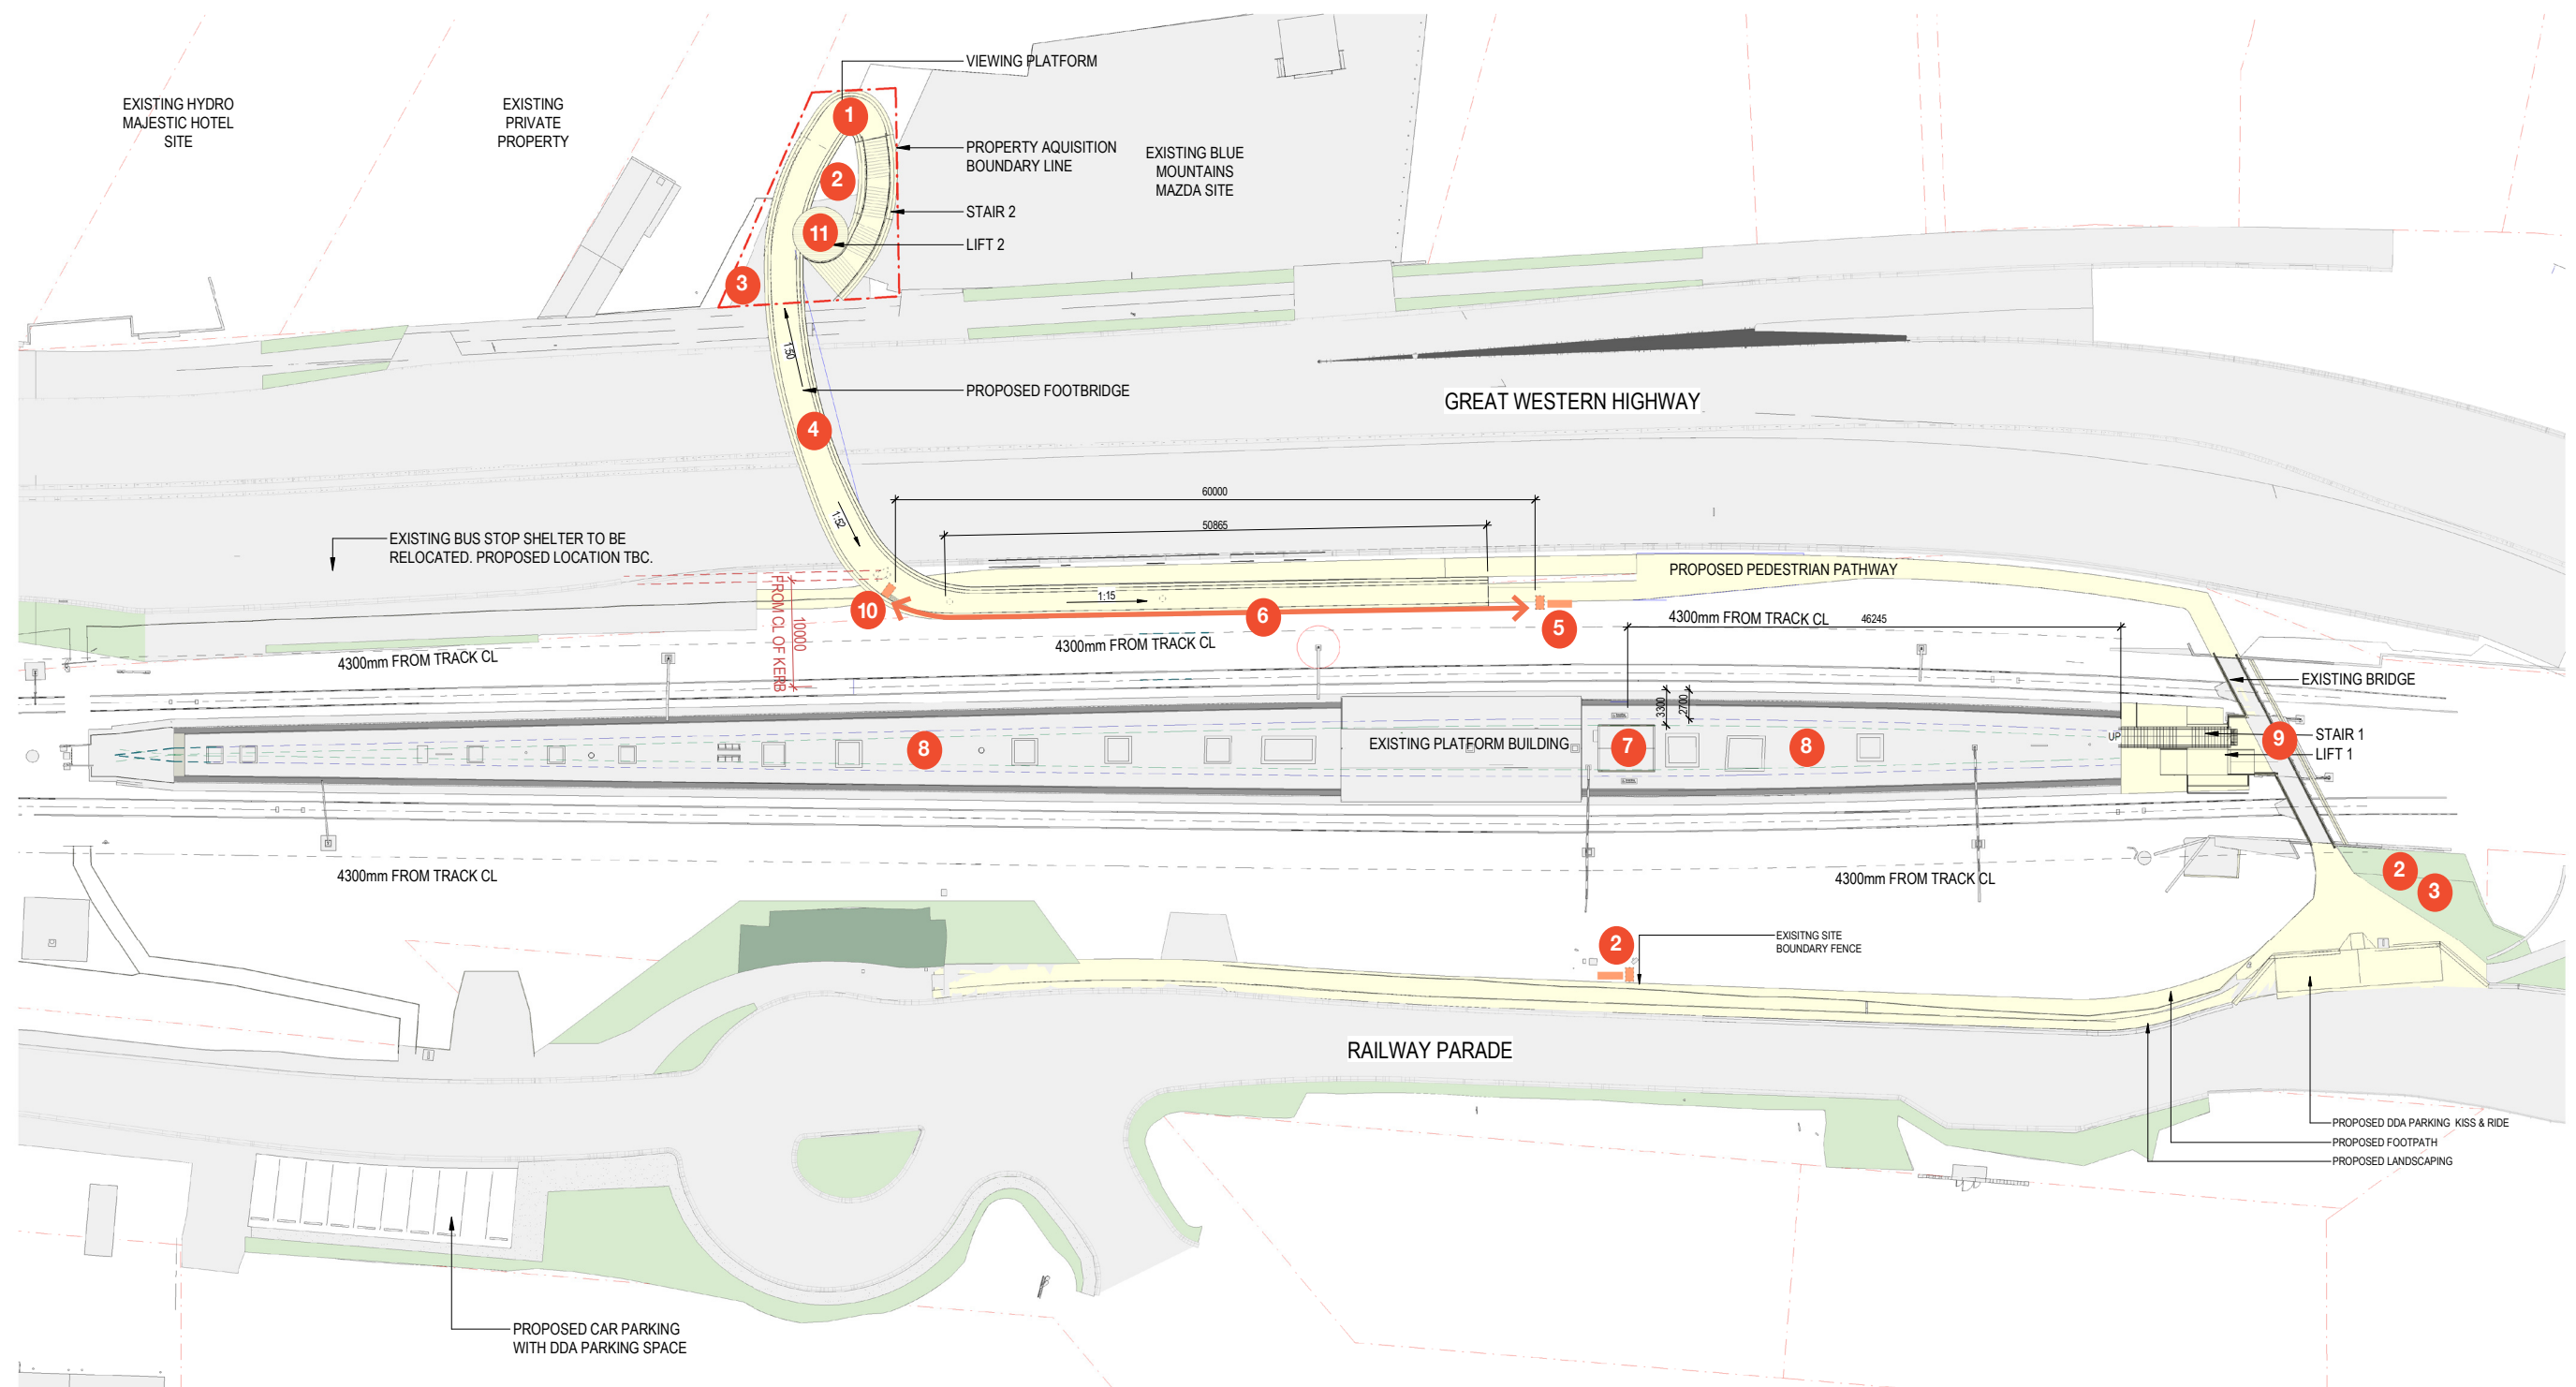 VIEWING PLATFORM
EXISTING HYDRO
MAJESTIC HOTEL
SITE
EXISTING
PRIVATE
PROPERTY
1
PROPERTY AQUISITION
BOUNDARY LINE
EXISTING BLUE
MOUNTAINS
MAZDA SITE
2
STAIR 2
11
LIFT 2
3
1:50
PROPOSED FOOTBRIDGE
GREAT WESTERN HIGHWAY
4
60000
1:52
50865
EXISTING BUS STOP SHELTER TO BE
RELOCATED. PROPOSED LOCATION TBC.
PROPOSED PEDESTRIAN PATHWAY
10000
FROM CL OF KERB
1:15
10
6
5
4300mm FROM TRACK CL
46245
4300mm FROM TRACK CL
4300mm FROM TRACK CL
EXISTING BRIDGE
3300
2700
8
EXISTING PLATFORM BUILDING
7
8
UP
9
STAIR 1
LIFT 1
4300mm FROM TRACK CL
4300mm FROM TRACK CL
2
3
2
EXISITNG SITE
BOUNDARY FENCE
RAILWAY PARADE
PROPOSED DDA PARKING KISS & RIDE
PROPOSED FOOTPATH
PROPOSED LANDSCAPING
PROPOSED CAR PARKING
WITH DDA PARKING SPACE